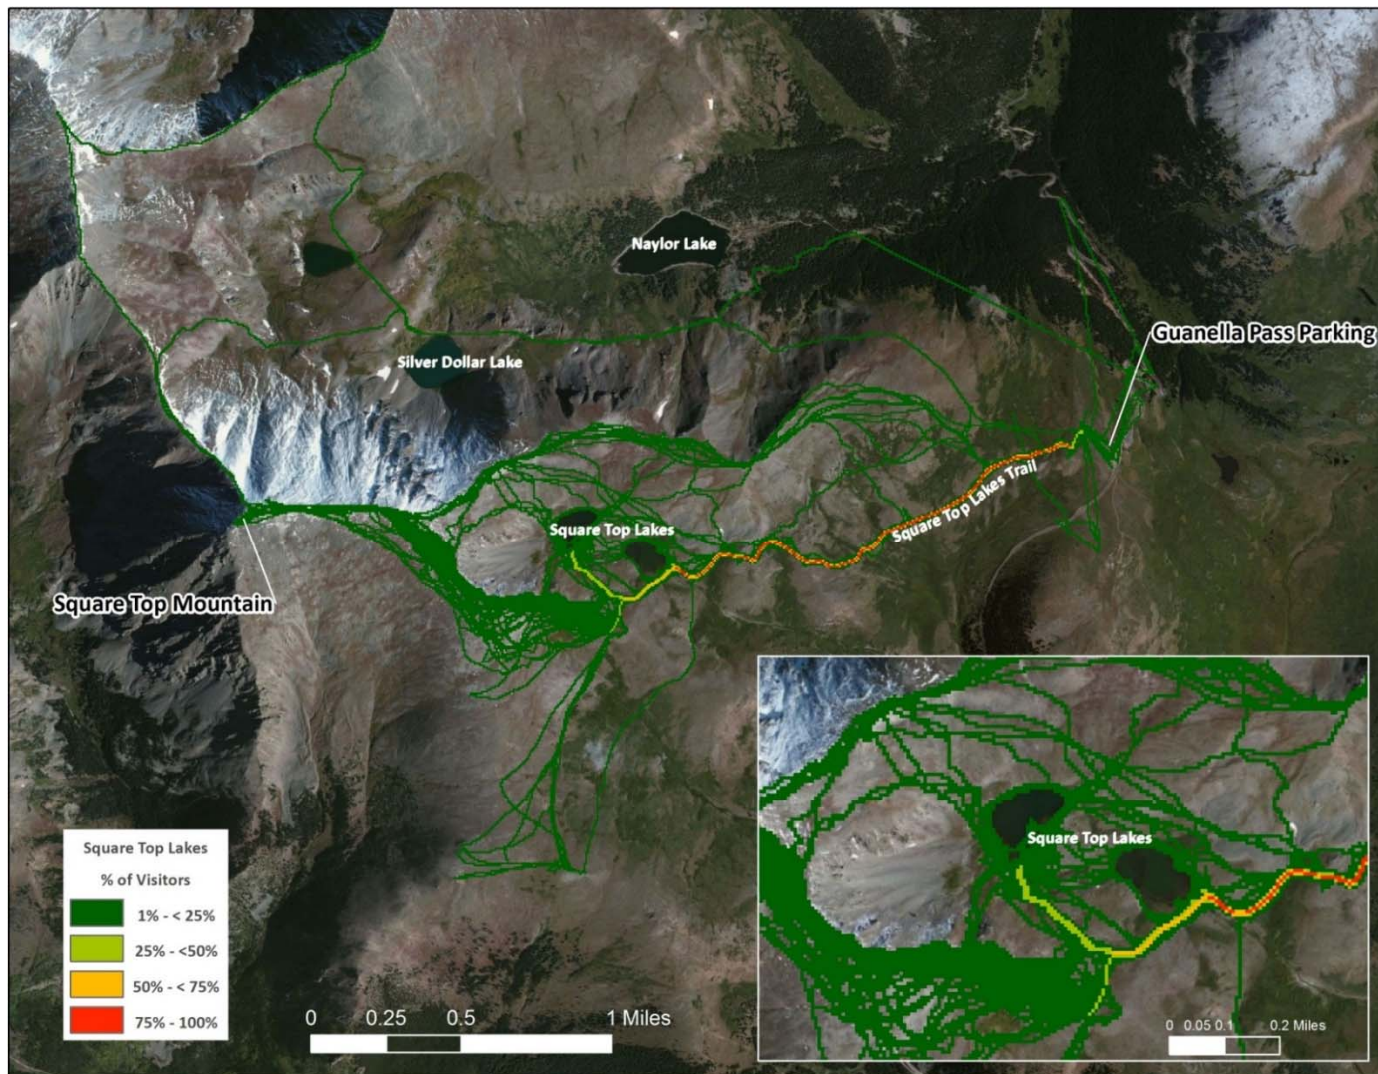 Naylor Lake
Guanella Pass Parking
Silver Dollar Lake
Square Top Lakes Trail
Square Top Lakes
Square Top Mountain
Square Top Lakes
% of Visitors
1% - < 25%
25% - <50%
50% - < 75%
75% - 100%
0 0.25 0.5 1 Miles
Square Top Lakes
0 0.05 0.1 0.2 Miles